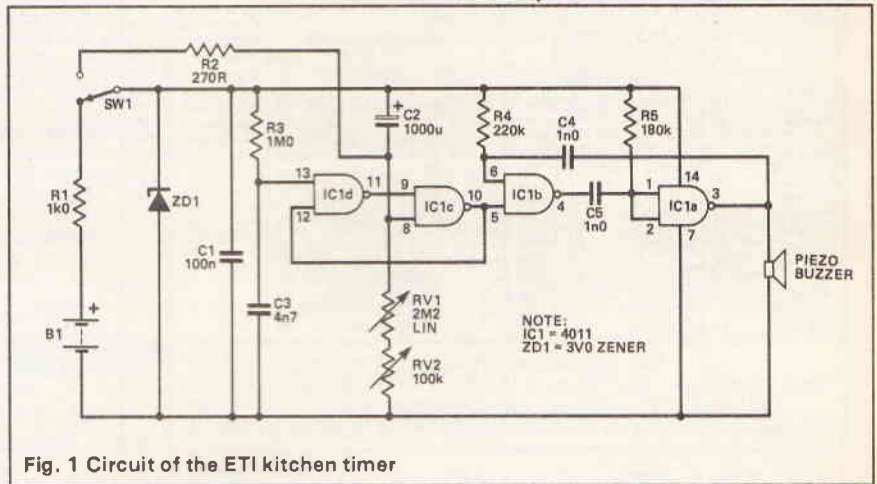 R2
270R
SW1
R1
1k0
B1
+
ZD1
C1
100n
R3
1M0
C3
4n7
13
12
IC1d
11
+
C2
1000u
9
8
IC1c
10
RV1
2M2
LIN
RV2
100k
R4
220k
6
5
IC1b
4
C4
1n0
C5
1n0
R5
180k
14
1
2
IC1a
3
7
PIEZO
BUZZER
NOTE:
IC1 = 4011
ZD1 = 3V0 ZENER
Fig. 1 Circuit of the ETI kitchen timer